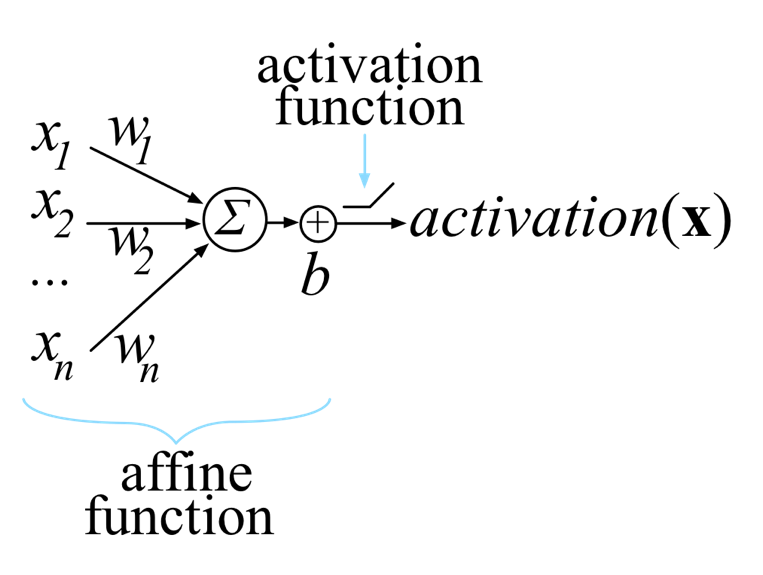 activation
function
x1 w1
x2 w2
...
xn wn
Σ + activation(x)
b
affine
function